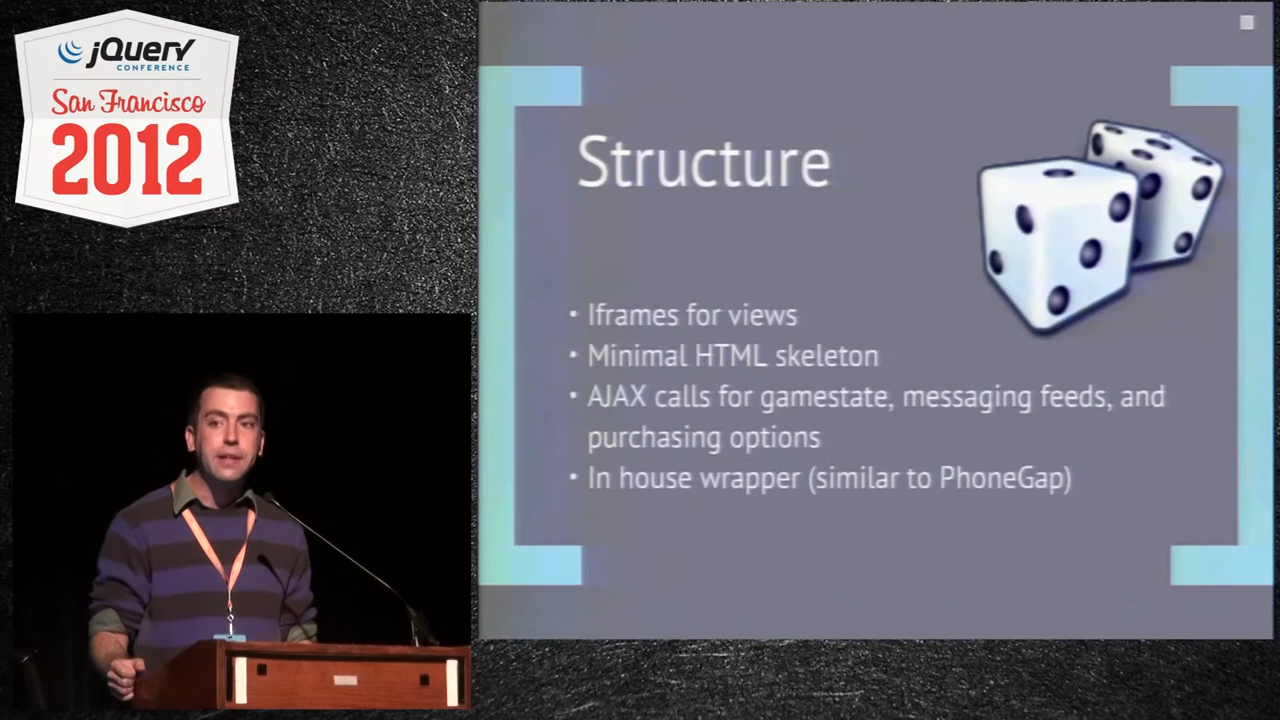 jQuery
CONFERENCE
San Francisco
2012
Structure
• Iframes for views
• Minimal HTML skeleton
• AJAX calls for gamestate, messaging feeds, and
purchasing options
• In house wrapper (similar to PhoneGap)